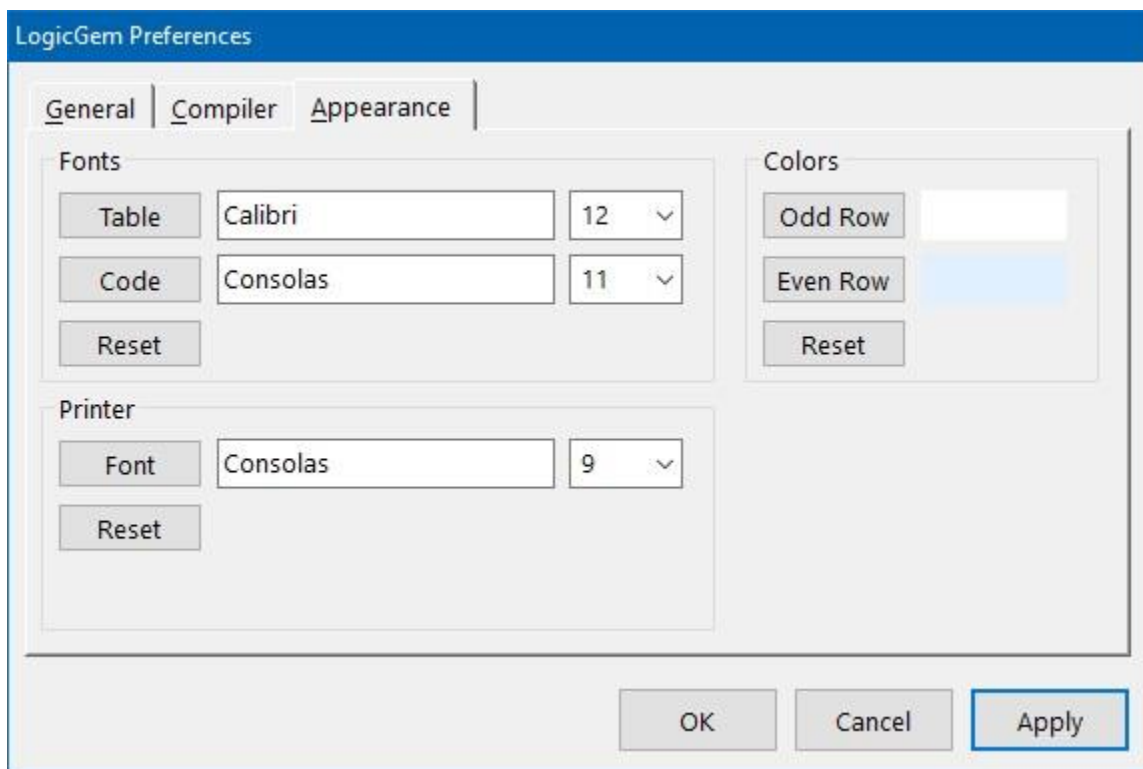 LogicGem Preferences
General Compiler Appearance
Fonts
Table Calibri 12
Code Consolas 11
Reset
Colors
Odd Row
Even Row
Reset
Printer
Font Consolas 9
Reset
OK Cancel Apply